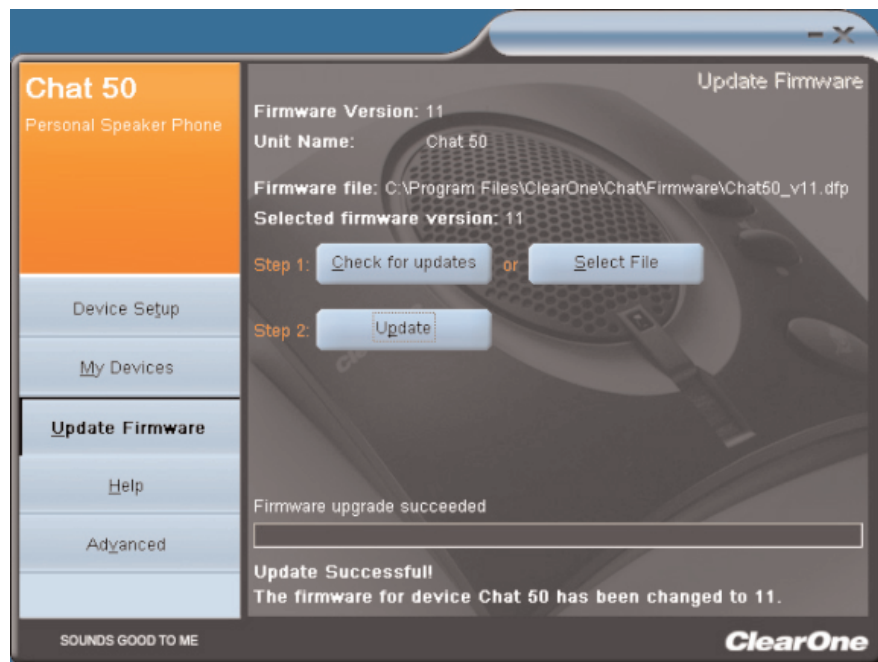 Chat 50
Personal Speaker Phone
Update Firmware
Firmware Version: 11
Unit Name: Chat 50
Firmware file: C:\Program Files\ClearOne\Chat\Firmware\Chat50_v11.dfp
Selected firmware version: 11
Step 1: Check for updates or Select File
Step 2: Update
Device Setup
My Devices
Update Firmware
Help
Advanced
ClearOne
Firmware upgrade succeeded
Update Successful!
The firmware for device Chat 50 has been changed to 11.
SOUNDS GOOD TO ME
ClearOne